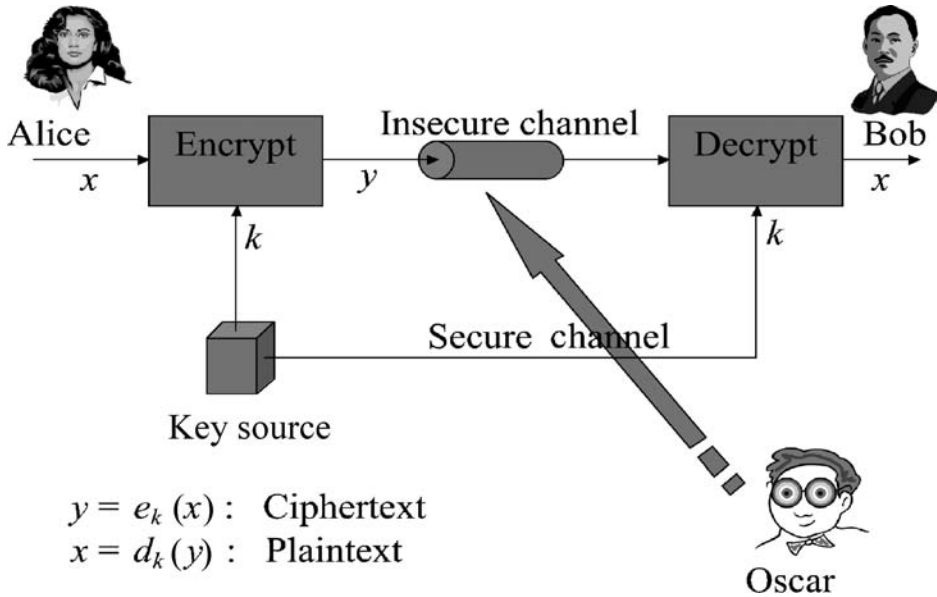 Alice
Encrypt
Insecure channel
Decrypt
Bob
x
y
x
k
k
Secure channel
Key source
y = e_k (x) : Ciphertext
x = d_k (y) : Plaintext
Oscar